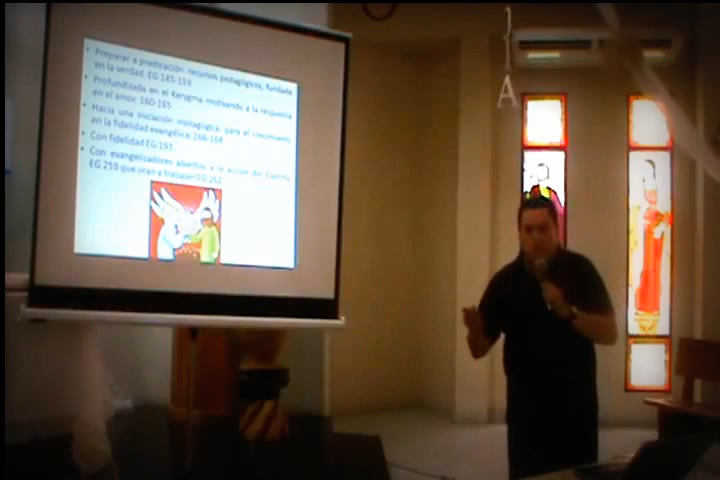 • Preparar a predicación: recursos pedagógicos, fundada
en la verdad. EG 145-159
• Profundizada en el Kerygma motivando a la respuesta
en el amor. 160-165
• Hacia una iniciación mistagógica: para el crecimiento
en la fidelidad evangélica. 166-168
• Con fidelidad EG 193
• Con evangelizadores abiertos a la acción del Espíritu
EG 259 que oran y trabajan EG 262
A